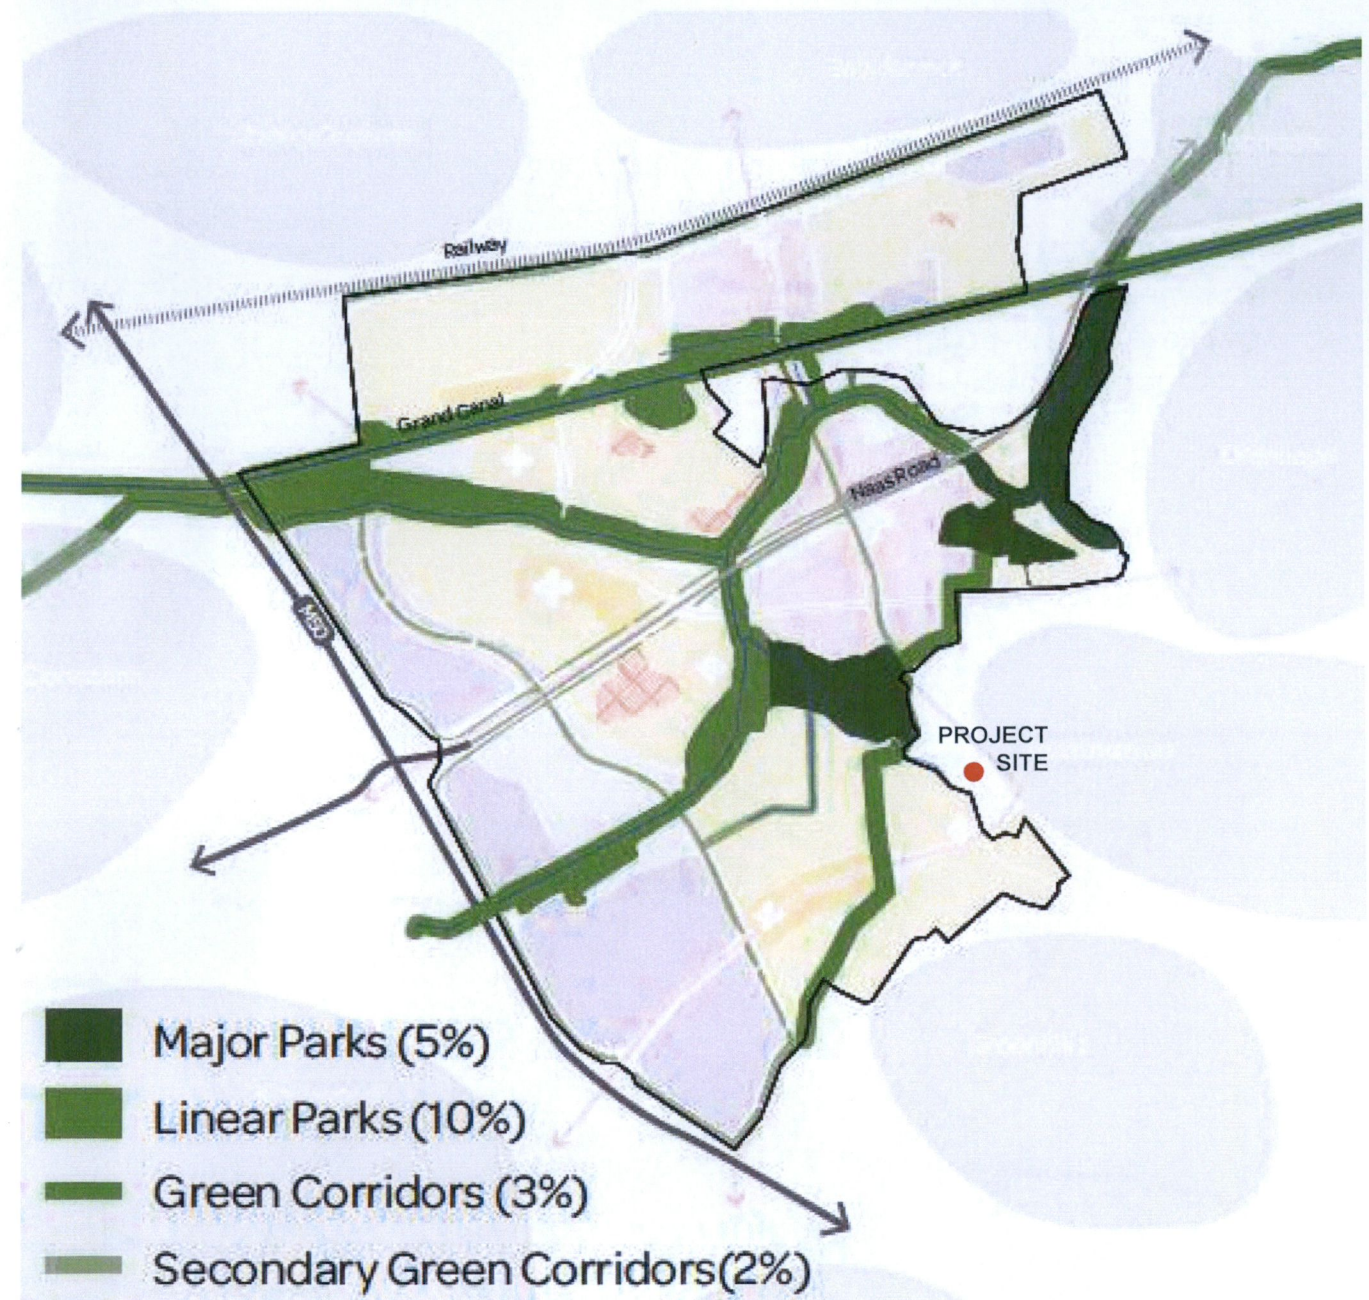 Railway
Grand Canal
Naas Road
M50
PROJECT
SITE
Major Parks (5%)
Linear Parks (10%)
Green Corridors (3%)
Secondary Green Corridors(2%)